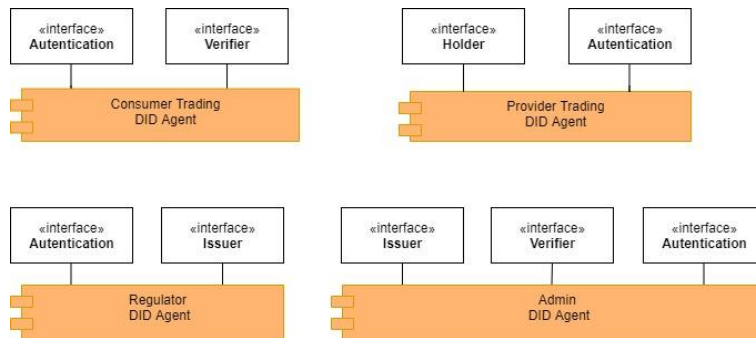 «interface»
Autentication
«interface»
Verifier
Consumer Trading
DID Agent
«interface»
Holder
«interface»
Autentication
Provider Trading
DID Agent
«interface»
Autentication
«interface»
Issuer
Regulator
DID Agent
«interface»
Issuer
«interface»
Verifier
«interface»
Autentication
Admin
DID Agent